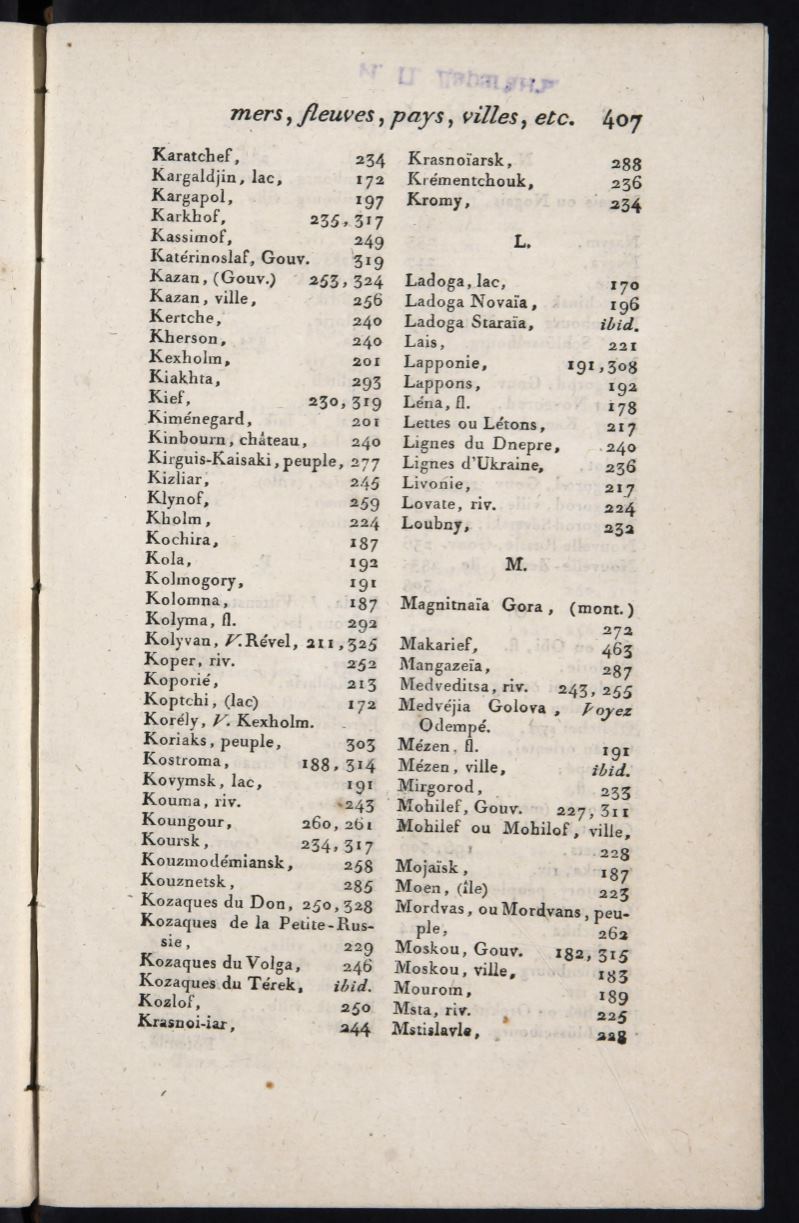 mers, fleuves, pays, villes, etc. 407
Karatchef, 234
Kargaldjin, lac, 172
Kargapol, 197
Karkhof, 235, 317
Kassimof, 249
Katérinoslaf, Gouv. 319
Kazan, (Gouv.) 253, 324
Kazan, ville, 256
Kertche, 240
Kherson, 240
Kexholm, 201
Kiakhta, 293
Kief, 230, 319
Kiménegard, 201
Kinbourn, château, 240
Kirguis-Kaisaki, peuple, 277
Kizliar, 245
Klynof, 259
Kholm, 224
Kochira, 187
Kola, 192
Kolmogory, 191
Kolomna, 187
Kolyma, fl. 292
Kolyvan, V. Rével, 211, 325
Koper, riv. 252
Koporié, 213
Koptchi, (lac) 172
Korély, V. Kexholm.
Koriaks, peuple, 303
Kostroma, 188, 314
Kovymsk, lac, 191
Kouma, riv. 243
Koungour, 260, 261
Koursk, 234, 317
Kouzmodémiansk, 258
Kouznetsk, 285
Kozaques du Don, 250, 328
Kozaques de la Petite-Rus-
sie, 229
Kozaques du Volga, 246
Kozaques du Térek, ibid.
Kozlof, 250
Krasnoi-iar, 244
Krasnoïarsk, 288
Krémentchouk, 236
Kromy, 234
L.
Ladoga, lac, 170
Ladoga Novaïa, 196
Ladoga Staraïa, ibid.
Lais, 221
Lapponie, 191, 308
Lappons, 192
Léna, fl. 178
Lettes ou Létons, 217
Lignes du Dnepre, 240
Lignes d'Ukraine, 236
Livonie, 217
Lovate, riv. 224
Loubny, 232
M.
Magnitnaïa Gora, (mont.)
272
Makarief, 463
Mangazeïa, 287
Medveditsa, riv. 243, 255
Medvéjia Golova, Voyez
Odempé.
Mézen, fl. 191
Mézen, ville, ibid.
Mirgorod, 233
Mohilef, Gouv. 227, 311
Mohilef ou Mohilof, ville,
228
Mojaïsk, 187
Moen, (île) 223
Mordvas, ou Mordvans, peu-
ple, 262
Moskou, Gouv. 182, 315
Moskou, ville, 183
Mourom, 189
Msta, riv. 225
Mstislavle, 228